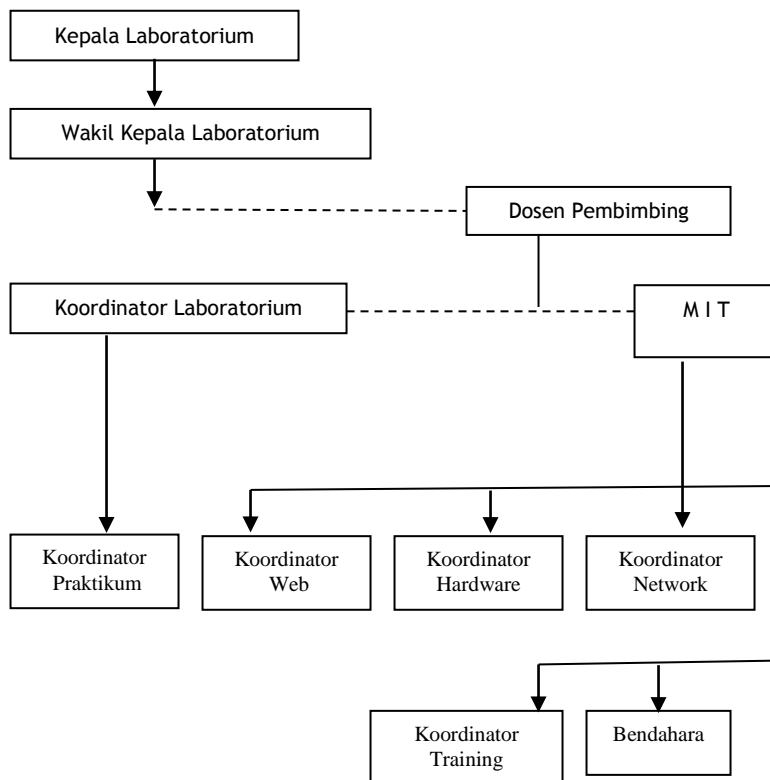 Kepala Laboratorium
Wakil Kepala Laboratorium
Dosen Pembimbing
Koordinator Laboratorium
M I T
Koordinator
Praktikum
Koordinator
Web
Koordinator
Hardware
Koordinator
Network
Koordinator
Training
Bendahara